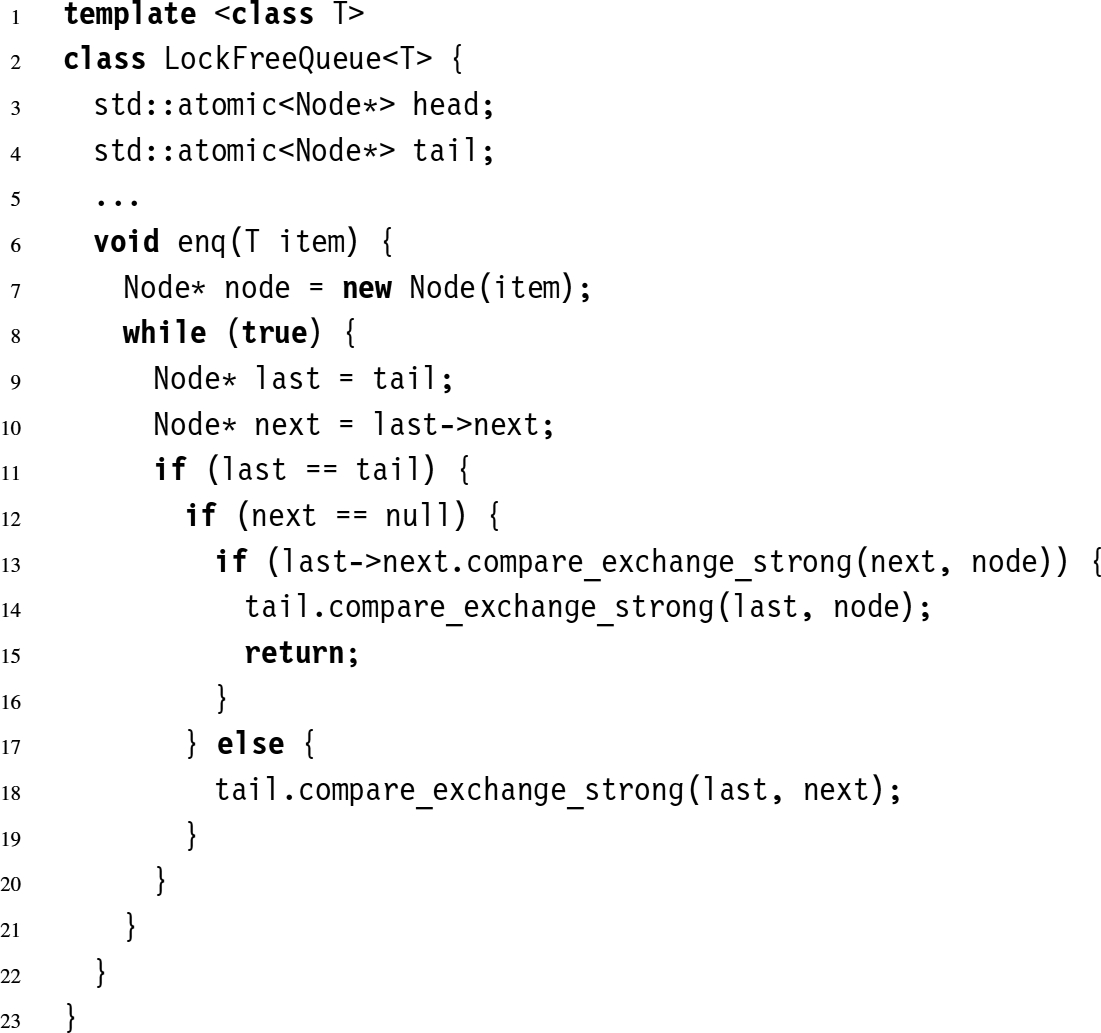 1 template <class T>
2 class LockFreeQueue<T> {
3 std::atomic<Node*> head;
4 std::atomic<Node*> tail;
5 ...
6 void enq(T item) {
7 Node* node = new Node(item);
8 while (true) {
9 Node* last = tail;
10 Node* next = last->next;
11 if (last == tail) {
12 if (next == null) {
13 if (last->next.compare_exchange_strong(next, node)) {
14 tail.compare_exchange_strong(last, node);
15 return;
16 }
17 } else {
18 tail.compare_exchange_strong(last, next);
19 }
20 }
21 }
22 }
23 }